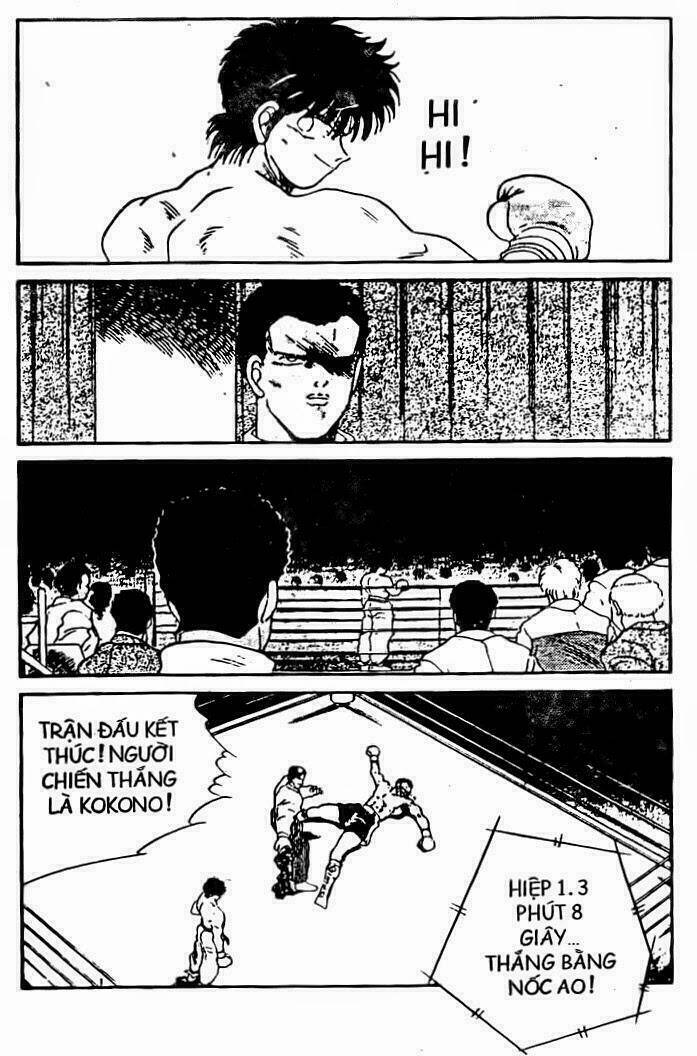 HI
HI!
TRẬN ĐẤU KẾT
THÚC! NGƯỜI
CHIẾN THẮNG
LÀ KOKONO!
HIỆP 1.3
PHÚT 8
GIÂY...
THẮNG BẰNG
NỐC AO!